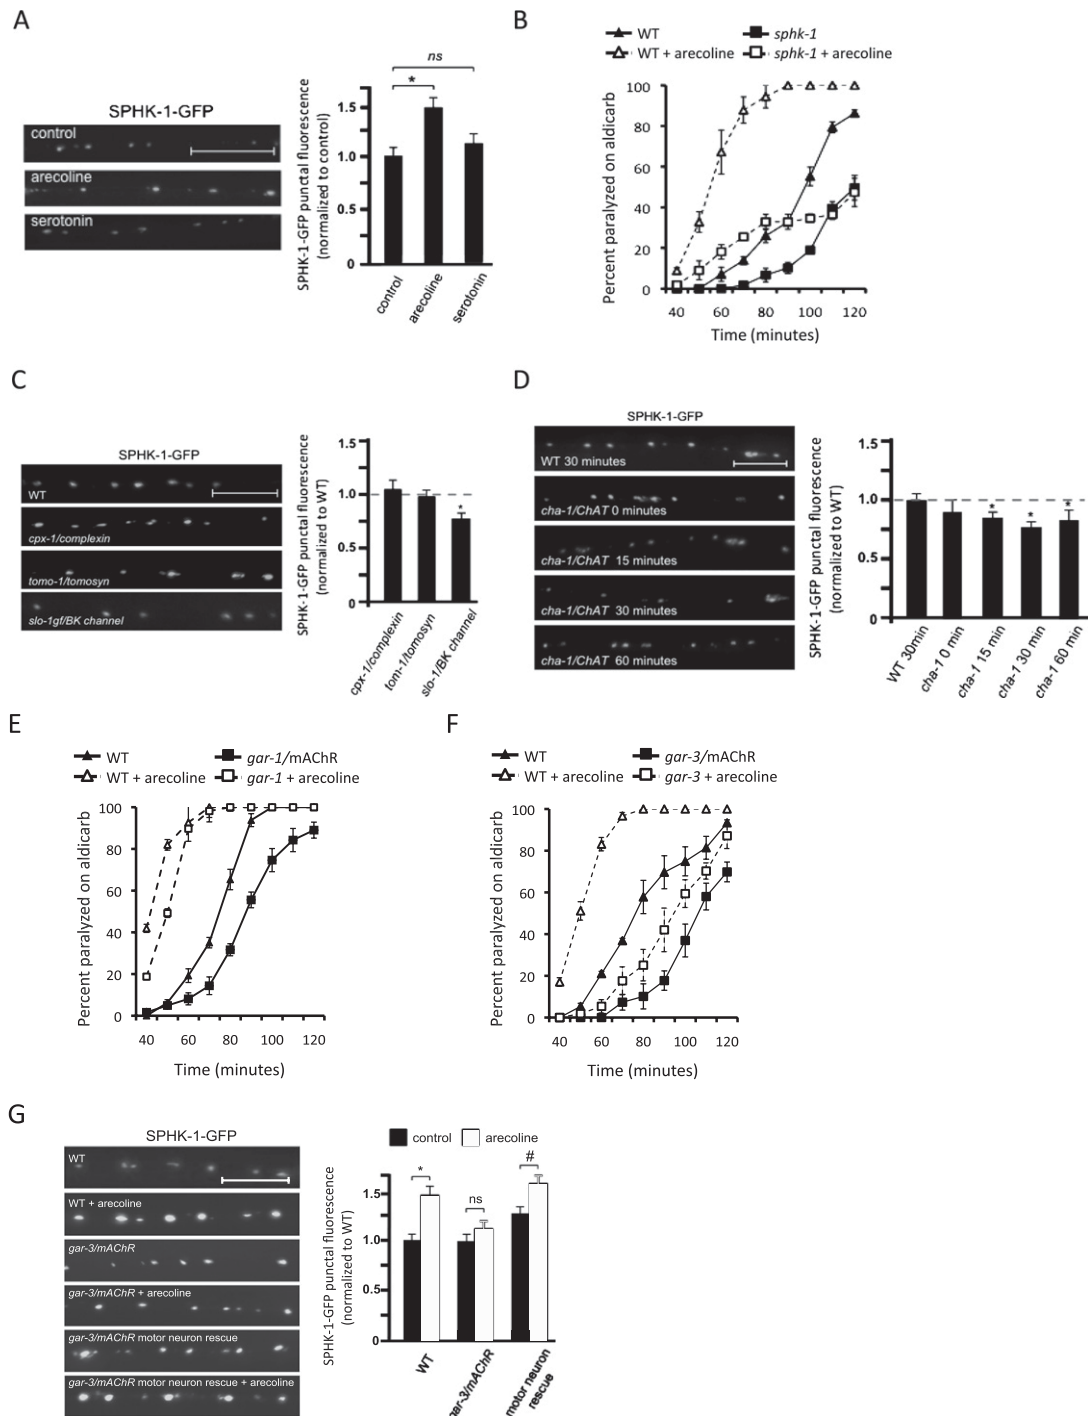 A
SPHK-1-GFP
control
arecoline
serotonin
SPHK-1-GFP punctal fluorescence
(normalized to control)
1.5
1.0
0.5
0
ns
*
control
arecoline
serotonin
B
WT
sphk-1
WT + arecoline
sphk-1 + arecoline
Percent paralyzed on aldicarb
100
80
60
40
20
0
40
60
80
100
120
Time (minutes)
C
SPHK-1-GFP
WT
cpx-1/complexin
tomo-1/tomosyn
slo-1gf/BK channel
SPHK-1-GFP punctal fluorescence
(normalized to WT)
1.5
1.0
0.5
0
*
cpx-1/complexin
tom-1/tomosyn
slo-1/BK channel
D
SPHK-1-GFP
WT 30 minutes
cha-1/ChAT 0 minutes
cha-1/ChAT 15 minutes
cha-1/ChAT 30 minutes
cha-1/ChAT 60 minutes
SPHK-1-GFP punctal fluorescence
(normalized to WT)
1.5
1.0
0.5
0
*
*
*
WT 30min
cha-1 0 min
cha-1 15 min
cha-1 30 min
cha-1 60 min
E
WT
gar-1/mAChR
WT + arecoline
gar-1 + arecoline
Percent paralyzed on aldicarb
100
80
60
40
20
0
40
60
80
100
120
Time (minutes)
F
WT
gar-3/mAChR
WT + arecoline
gar-3 + arecoline
Percent paralyzed on aldicarb
100
80
60
40
20
0
40
60
80
100
120
Time (minutes)
G
SPHK-1-GFP
WT
WT + arecoline
gar-3/mAChR
gar-3/mAChR + arecoline
gar-3/mAChR motor neuron rescue
gar-3/mAChR motor neuron rescue + arecoline
control
arecoline
SPHK-1-GFP punctal fluorescence
(normalized to WT)
1.5
1.0
0.5
0
*
ns
#
WT
gar-3/mAChR
motor neuron
rescue